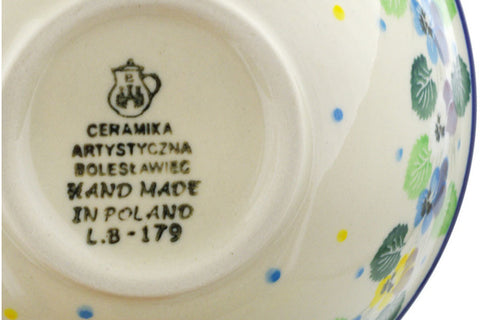 CERAMIKA
ARTYSTYCZNA
BOLESŁAWIEC
HAND MADE
IN POLAND
L.B-179